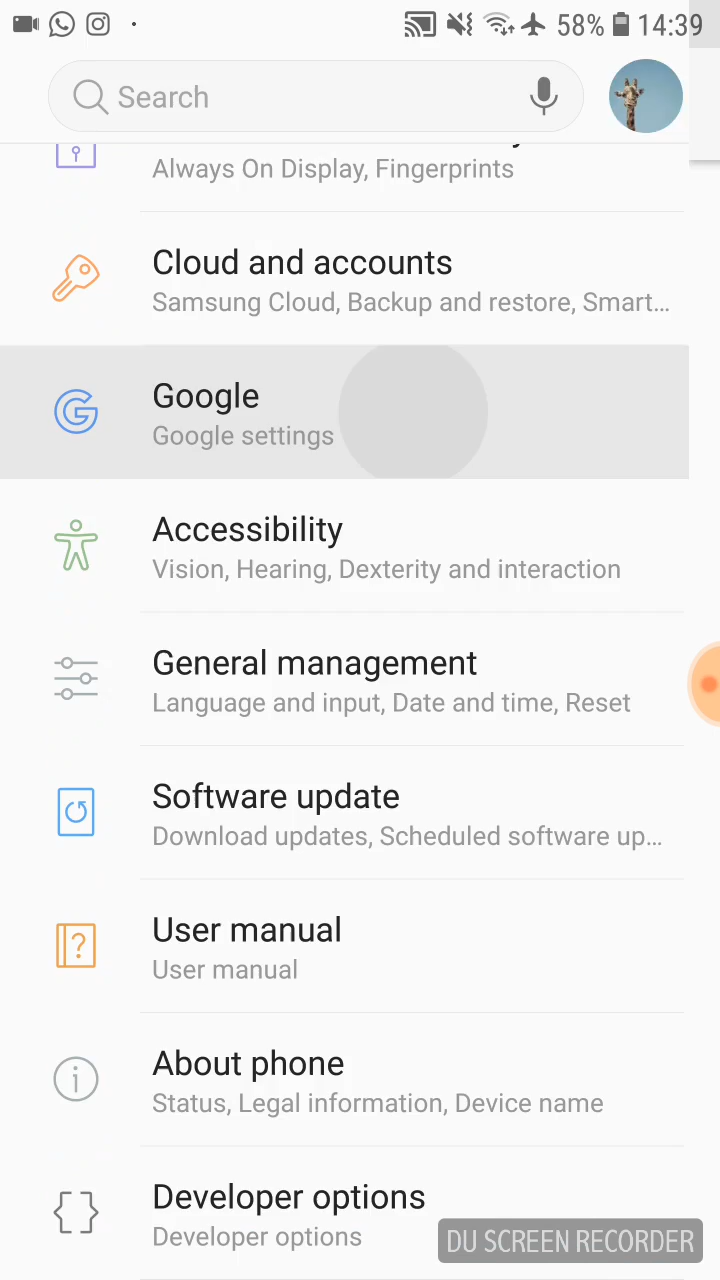 58% 14:39
Search
Always On Display, Fingerprints
Cloud and accounts
Samsung Cloud, Backup and restore, Smart...
Google
Google settings
Accessibility
Vision, Hearing, Dexterity and interaction
General management
Language and input, Date and time, Reset
Software update
Download updates, Scheduled software up...
User manual
User manual
About phone
Status, Legal information, Device name
Developer options
Developer options
DU SCREEN RECORDER